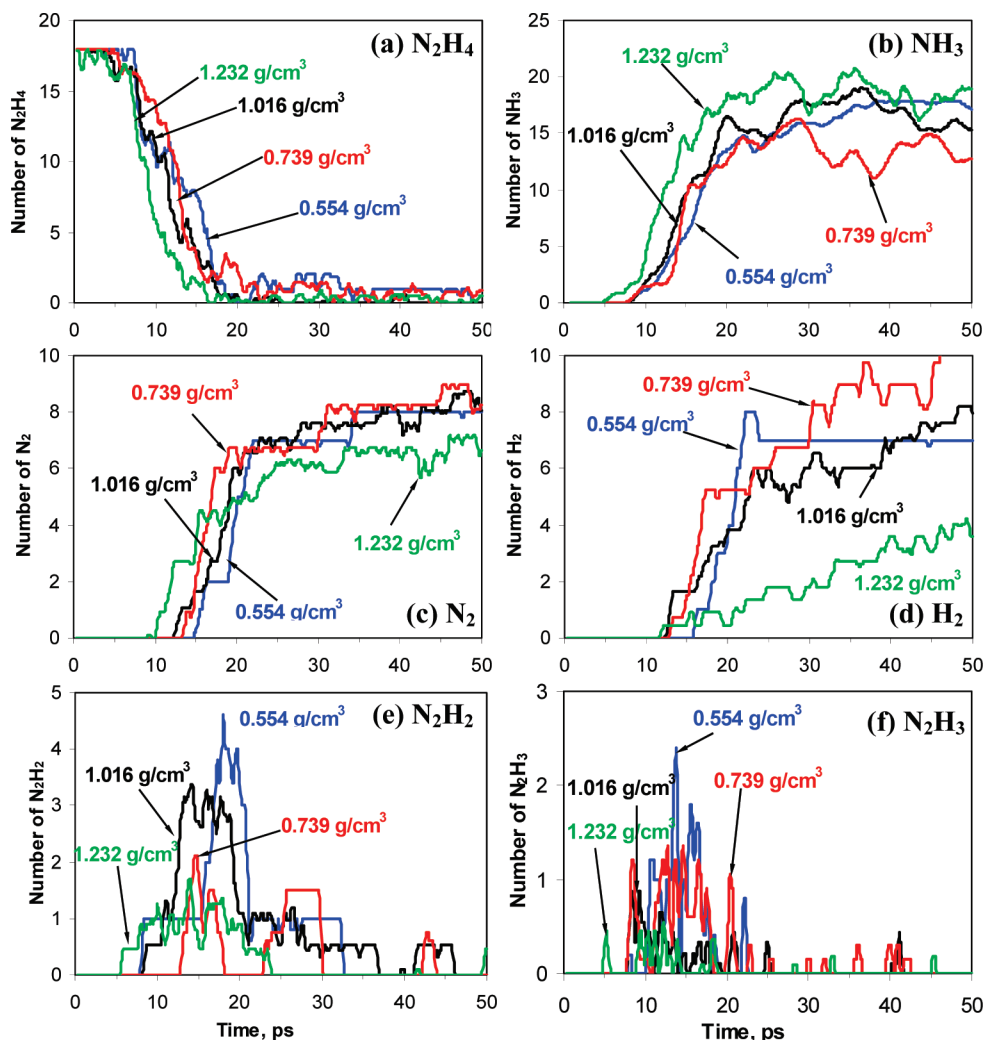 (a) N₂H₄
Number of N₂H₄
20
18
16
14
12
10
8
6
4
2
0
1.232 g/cm³
1.016 g/cm³
0.739 g/cm³
0.554 g/cm³
0 10 20 30 40 50
(b) NH₃
Number of NH₃
25
20
15
10
5
0
1.232 g/cm³
1.016 g/cm³
0.739 g/cm³
0.554 g/cm³
0 10 20 30 40 50
(c) N₂
Number of N₂
10
8
6
4
2
0
0.739 g/cm³
1.016 g/cm³
1.232 g/cm³
0.554 g/cm³
0 10 20 30 40 50
(d) H₂
Number of H₂
10
8
6
4
2
0
0.739 g/cm³
0.554 g/cm³
1.016 g/cm³
1.232 g/cm³
0 10 20 30 40 50
(e) N₂H₂
Number of N₂H₂
5
4
3
2
1
0
0.554 g/cm³
1.016 g/cm³
0.739 g/cm³
1.232 g/cm³
0 10 20 30 40 50
Time, ps
(f) N₂H₃
Number of N₂H₃
3
2
1
0
0.554 g/cm³
1.016 g/cm³
0.739 g/cm³
1.232 g/cm³
0 10 20 30 40 50
Time, ps